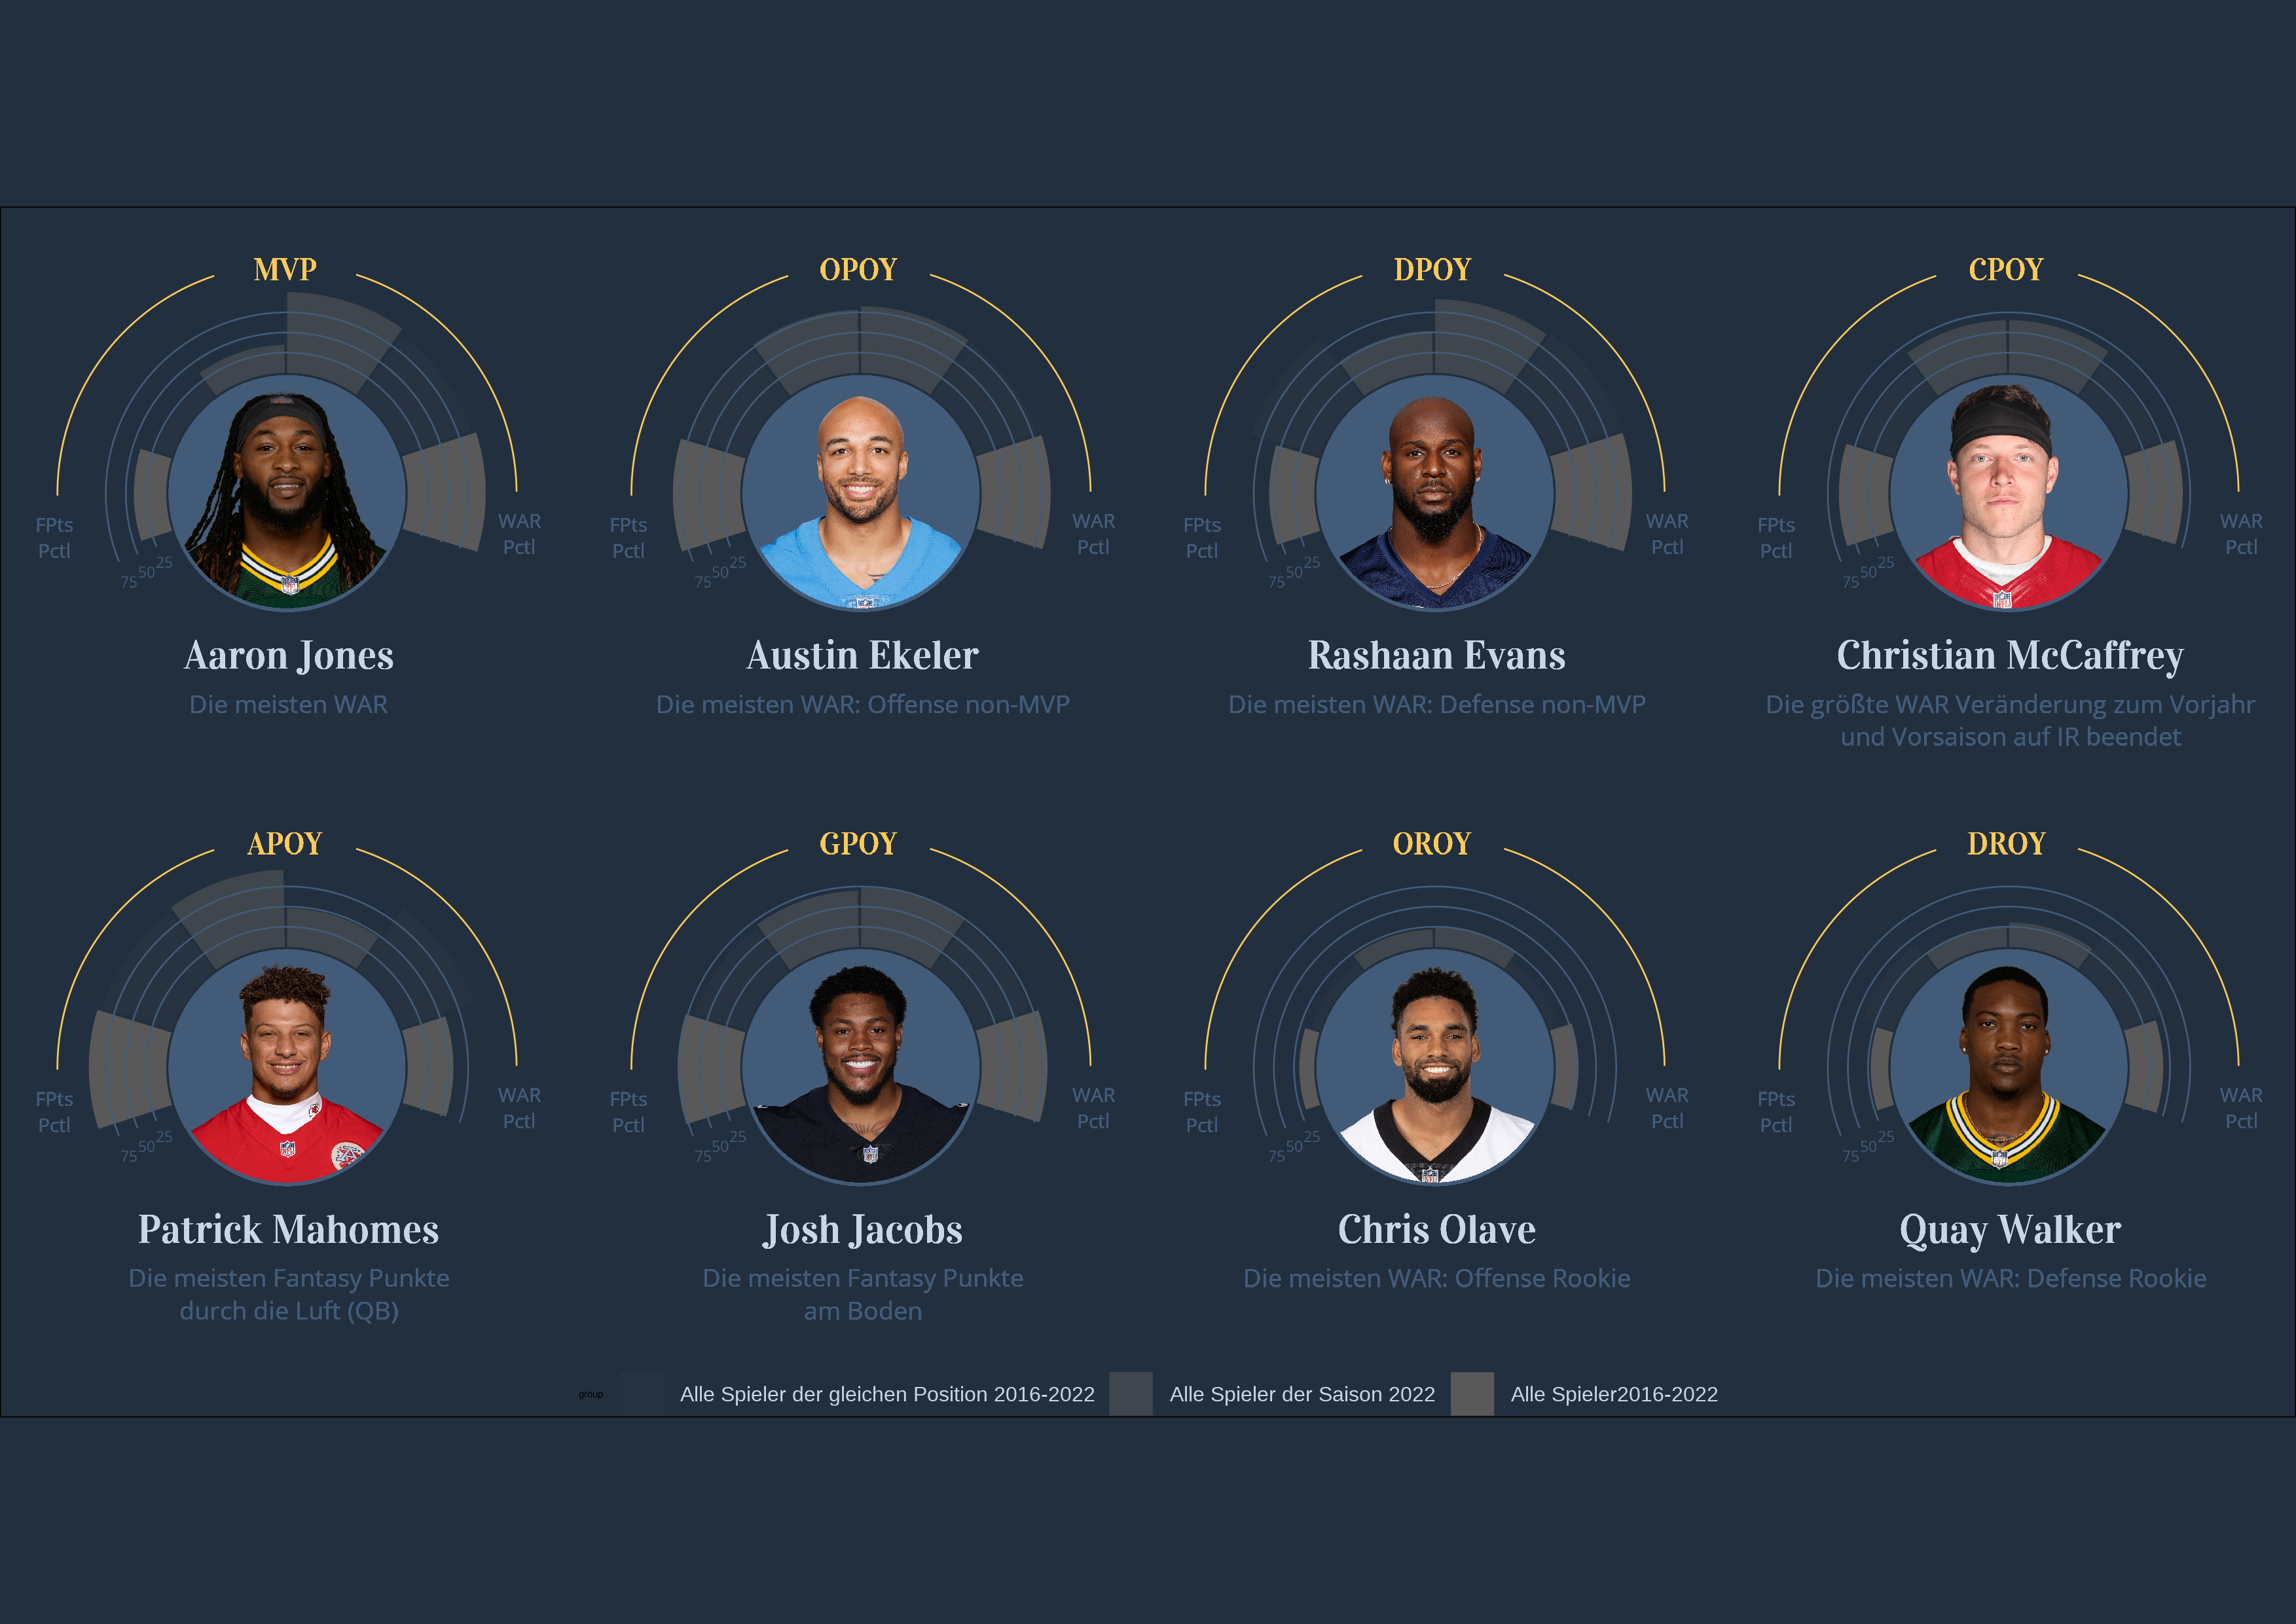 MVP
OPOY
DPOY
CPOY
FPts
Pctl
75
50
25
WAR
Pctl
FPts
Pctl
75
50
25
WAR
Pctl
FPts
Pctl
75
50
25
WAR
Pctl
FPts
Pctl
75
50
25
WAR
Pctl
Aaron Jones
Die meisten WAR
Austin Ekeler
Die meisten WAR: Offense non-MVP
Rashaan Evans
Die meisten WAR: Defense non-MVP
Christian McCaffrey
Die größte WAR Veränderung zum Vorjahr
und Vorsaison auf IR beendet
APOY
GPOY
OROY
DROY
FPts
Pctl
75
50
25
WAR
Pctl
FPts
Pctl
75
50
25
WAR
Pctl
FPts
Pctl
75
50
25
WAR
Pctl
FPts
Pctl
75
50
25
WAR
Pctl
Patrick Mahomes
Die meisten Fantasy Punkte
durch die Luft (QB)
Josh Jacobs
Die meisten Fantasy Punkte
am Boden
Chris Olave
Die meisten WAR: Offense Rookie
Quay Walker
Die meisten WAR: Defense Rookie
group
Alle Spieler der gleichen Position 2016-2022
Alle Spieler der Saison 2022
Alle Spieler2016-2022